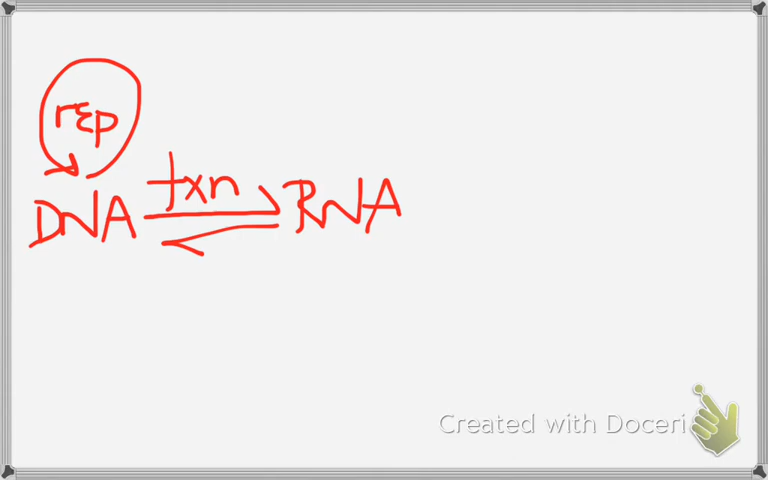 rep
txn
DNA RNA
Created with Doceri